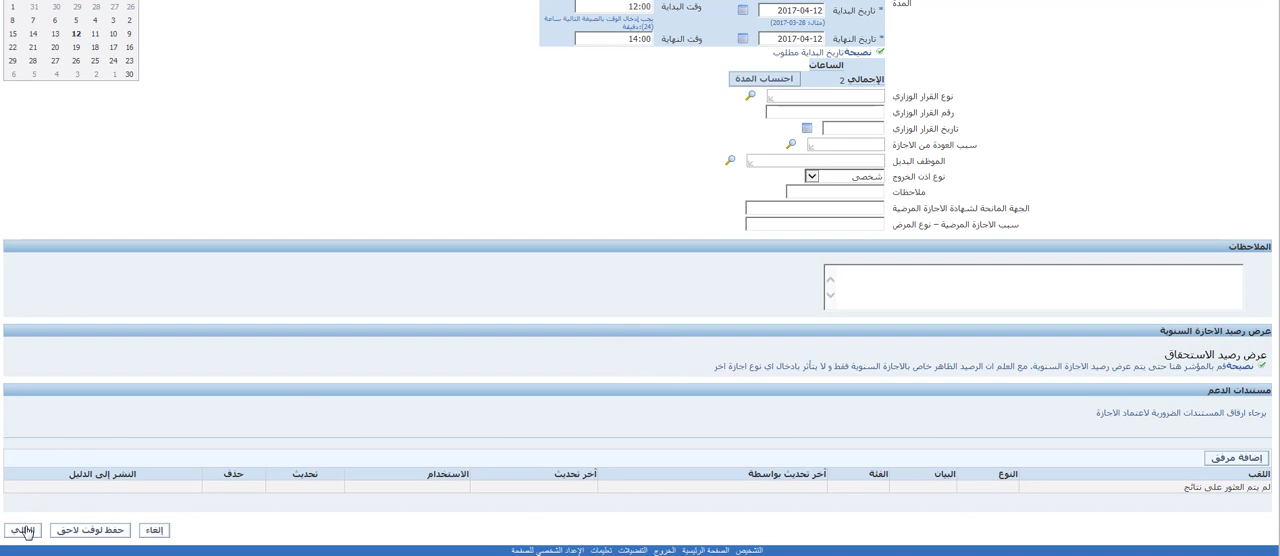 المدة
* تاريخ البداية 2017-04-12 وقت البداية 12:00
(مثال: 28-03-2017) يجب إدخال الوقت بالصيغة التالية ساعة
(24):دقيقة
* تاريخ النهاية 2017-04-12 وقت النهاية 14:00
نصيحة تاريخ البداية مطلوب
الساعات
الإجمالي 2 احتساب المدة
نوع القرار الوزاري
رقم القرار الوزاري
تاريخ القرار الوزاري
سبب العودة من الاجازة
الموظف البديل
نوع اذن الخروج شخصي
ملاحظات
الجهة المانحة لشهادة الاجازة المرضية
سبب الاجازة المرضية – نوع المرض
26 27 28 29 30 31 1
2 3 4 5 6 7 8
9 10 11 12 13 14 15
16 17 18 19 20 21 22
23 24 25 26 27 28 29
30 1 2 3 4 5 6
الملاحظات
عرض رصيد الاجازة السنوية
عرض رصيد الاستحقاق
نصيحة قم بالمؤشر هنا حتى يتم عرض رصيد الاجازة السنوية. مع العلم ان الرصيد الظاهر خاص بالاجازة السنوية فقط و لا يتأثر بادخال اي نوع اجازة اخر
مستندات الدعم
برجاء ارفاق المستندات الضرورية لاعتماد الاجازة
إضافة مرفق
اللقب النوع البيان الفئة آخر تحديث بواسطة آخر تحديث الاستخدام تحديث حذف النشر إلى الدليل
لم يتم العثور على نتائج
إلغاء حفظ لوقت لاحق
التشخيص الصفحة الرئيسية الخروج التفضيلات تعليمات الإعداد الشخصي للصفحة